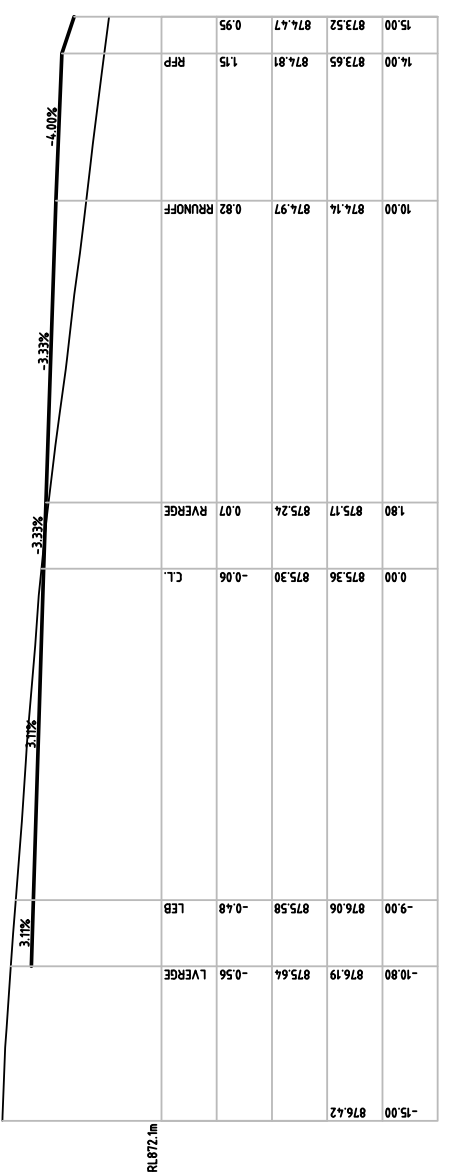 0.95 874.47 873.52 15.00
RFP 1.15 874.81 873.65 14.00
-4.00%
RRUNOFF 0.82 874.97 874.14 10.00
-3.33%
RVERGE 0.07 875.24 875.17 1.80
-3.33%
C.L. -0.06 875.30 875.36 0.00
3.11%
LEB -0.48 875.58 876.06 -9.00
3.11%
LVERGE -0.56 875.64 876.19 -10.80
876.42 -15.00
RL872.1m